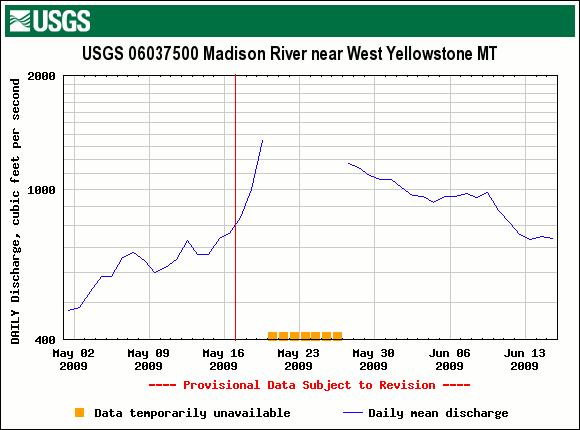 USGS
USGS 06037500 Madison River near West Yellowstone MT
DAILY Discharge, cubic feet per second
2000
1000
400
May 02 May 09 May 16 May 23 May 30 Jun 06 Jun 13
2009 2009 2009 2009 2009 2009 2009
---- Provisional Data Subject to Revision ----
Data temporarily unavailable Daily mean discharge